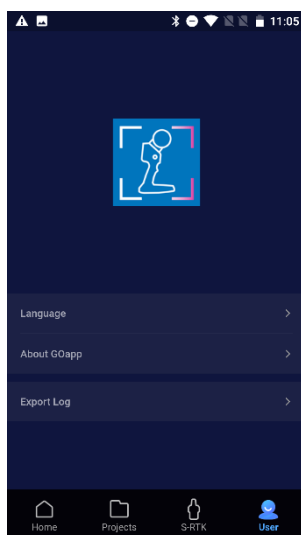 11:05
Language
About GOapp
Export Log
Home Projects S-RTK User